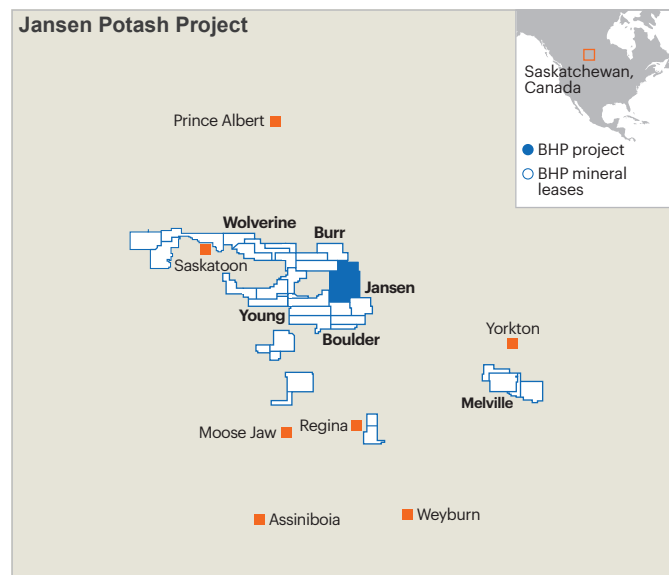 Jansen Potash Project
Saskatchewan,
Canada
BHP project
BHP mineral
leases
Prince Albert
Wolverine
Burr
Saskatoon
Jansen
Young
Boulder
Yorkton
Melville
Moose Jaw
Regina
Assiniboia
Weyburn